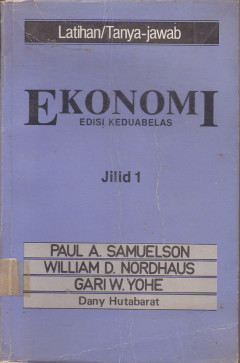 Latihan/Tanya-jawab
EKONOMI
EDISI KEDUABELAS
Jilid 1
PAUL A. SAMUELSON
WILLIAM D. NORDHAUS
GARI W. YOHE
Dany Hutabarat